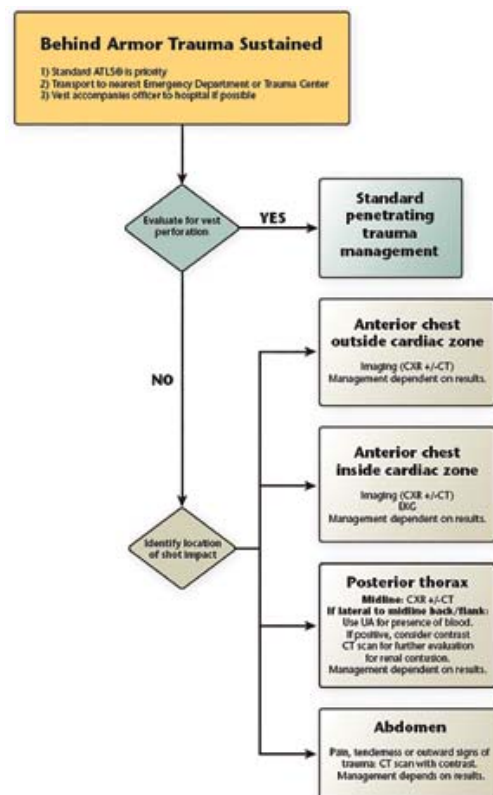 Behind Armor Trauma Sustained
1) Standard ATLS® is priority
2) Transport to nearest Emergency Department or Trauma Center
3) Vest accompanies officer to hospital if possible
Evaluate for vest
perforation
YES
Standard
penetrating
trauma
management
NO
Anterior chest
outside cardiac zone
Imaging (CXR +/-CT)
Management dependent on results.
Anterior chest
inside cardiac zone
Imaging (CXR +/-CT)
EKG
Management dependent on results.
Identify location
of shot impact
Posterior thorax
Midline: CXR +/-CT
If lateral to midline back/flank:
Use UA for presence of blood.
If positive, consider contrast
CT scan for further evaluation
for renal contusion.
Management dependent on results.
Abdomen
Pain, tenderness or outward signs of
trauma: CT scan with contrast.
Management depends on results.